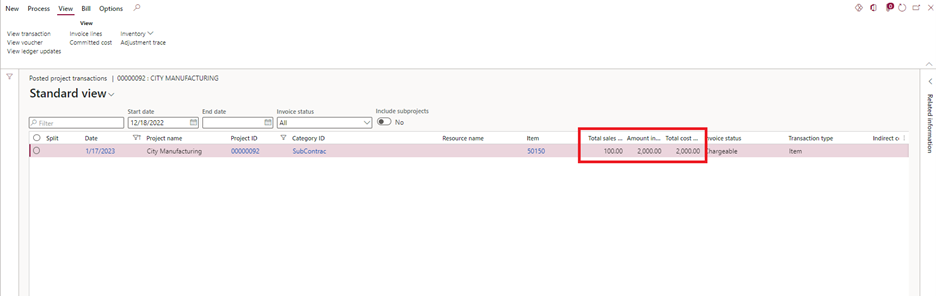 New Process View Bill Options
View
View transaction Invoice lines Inventory
View voucher Committed cost Adjustment trace
View ledger updates
Posted project transactions | 00000092 : CITY MANUFACTURING
Standard view
Related information
Start date End date Invoice status Include subprojects
Filter 12/18/2022 All No
Split Date Project name Project ID Category ID Resource name Item Total sales ... Amount in... Total cost ... Invoice status Transaction type Indirect c
1/17/2023 City Manufacturing 00000092 SubContrac 50150 100.00 2,000.00 2,000.00 Chargeable Item